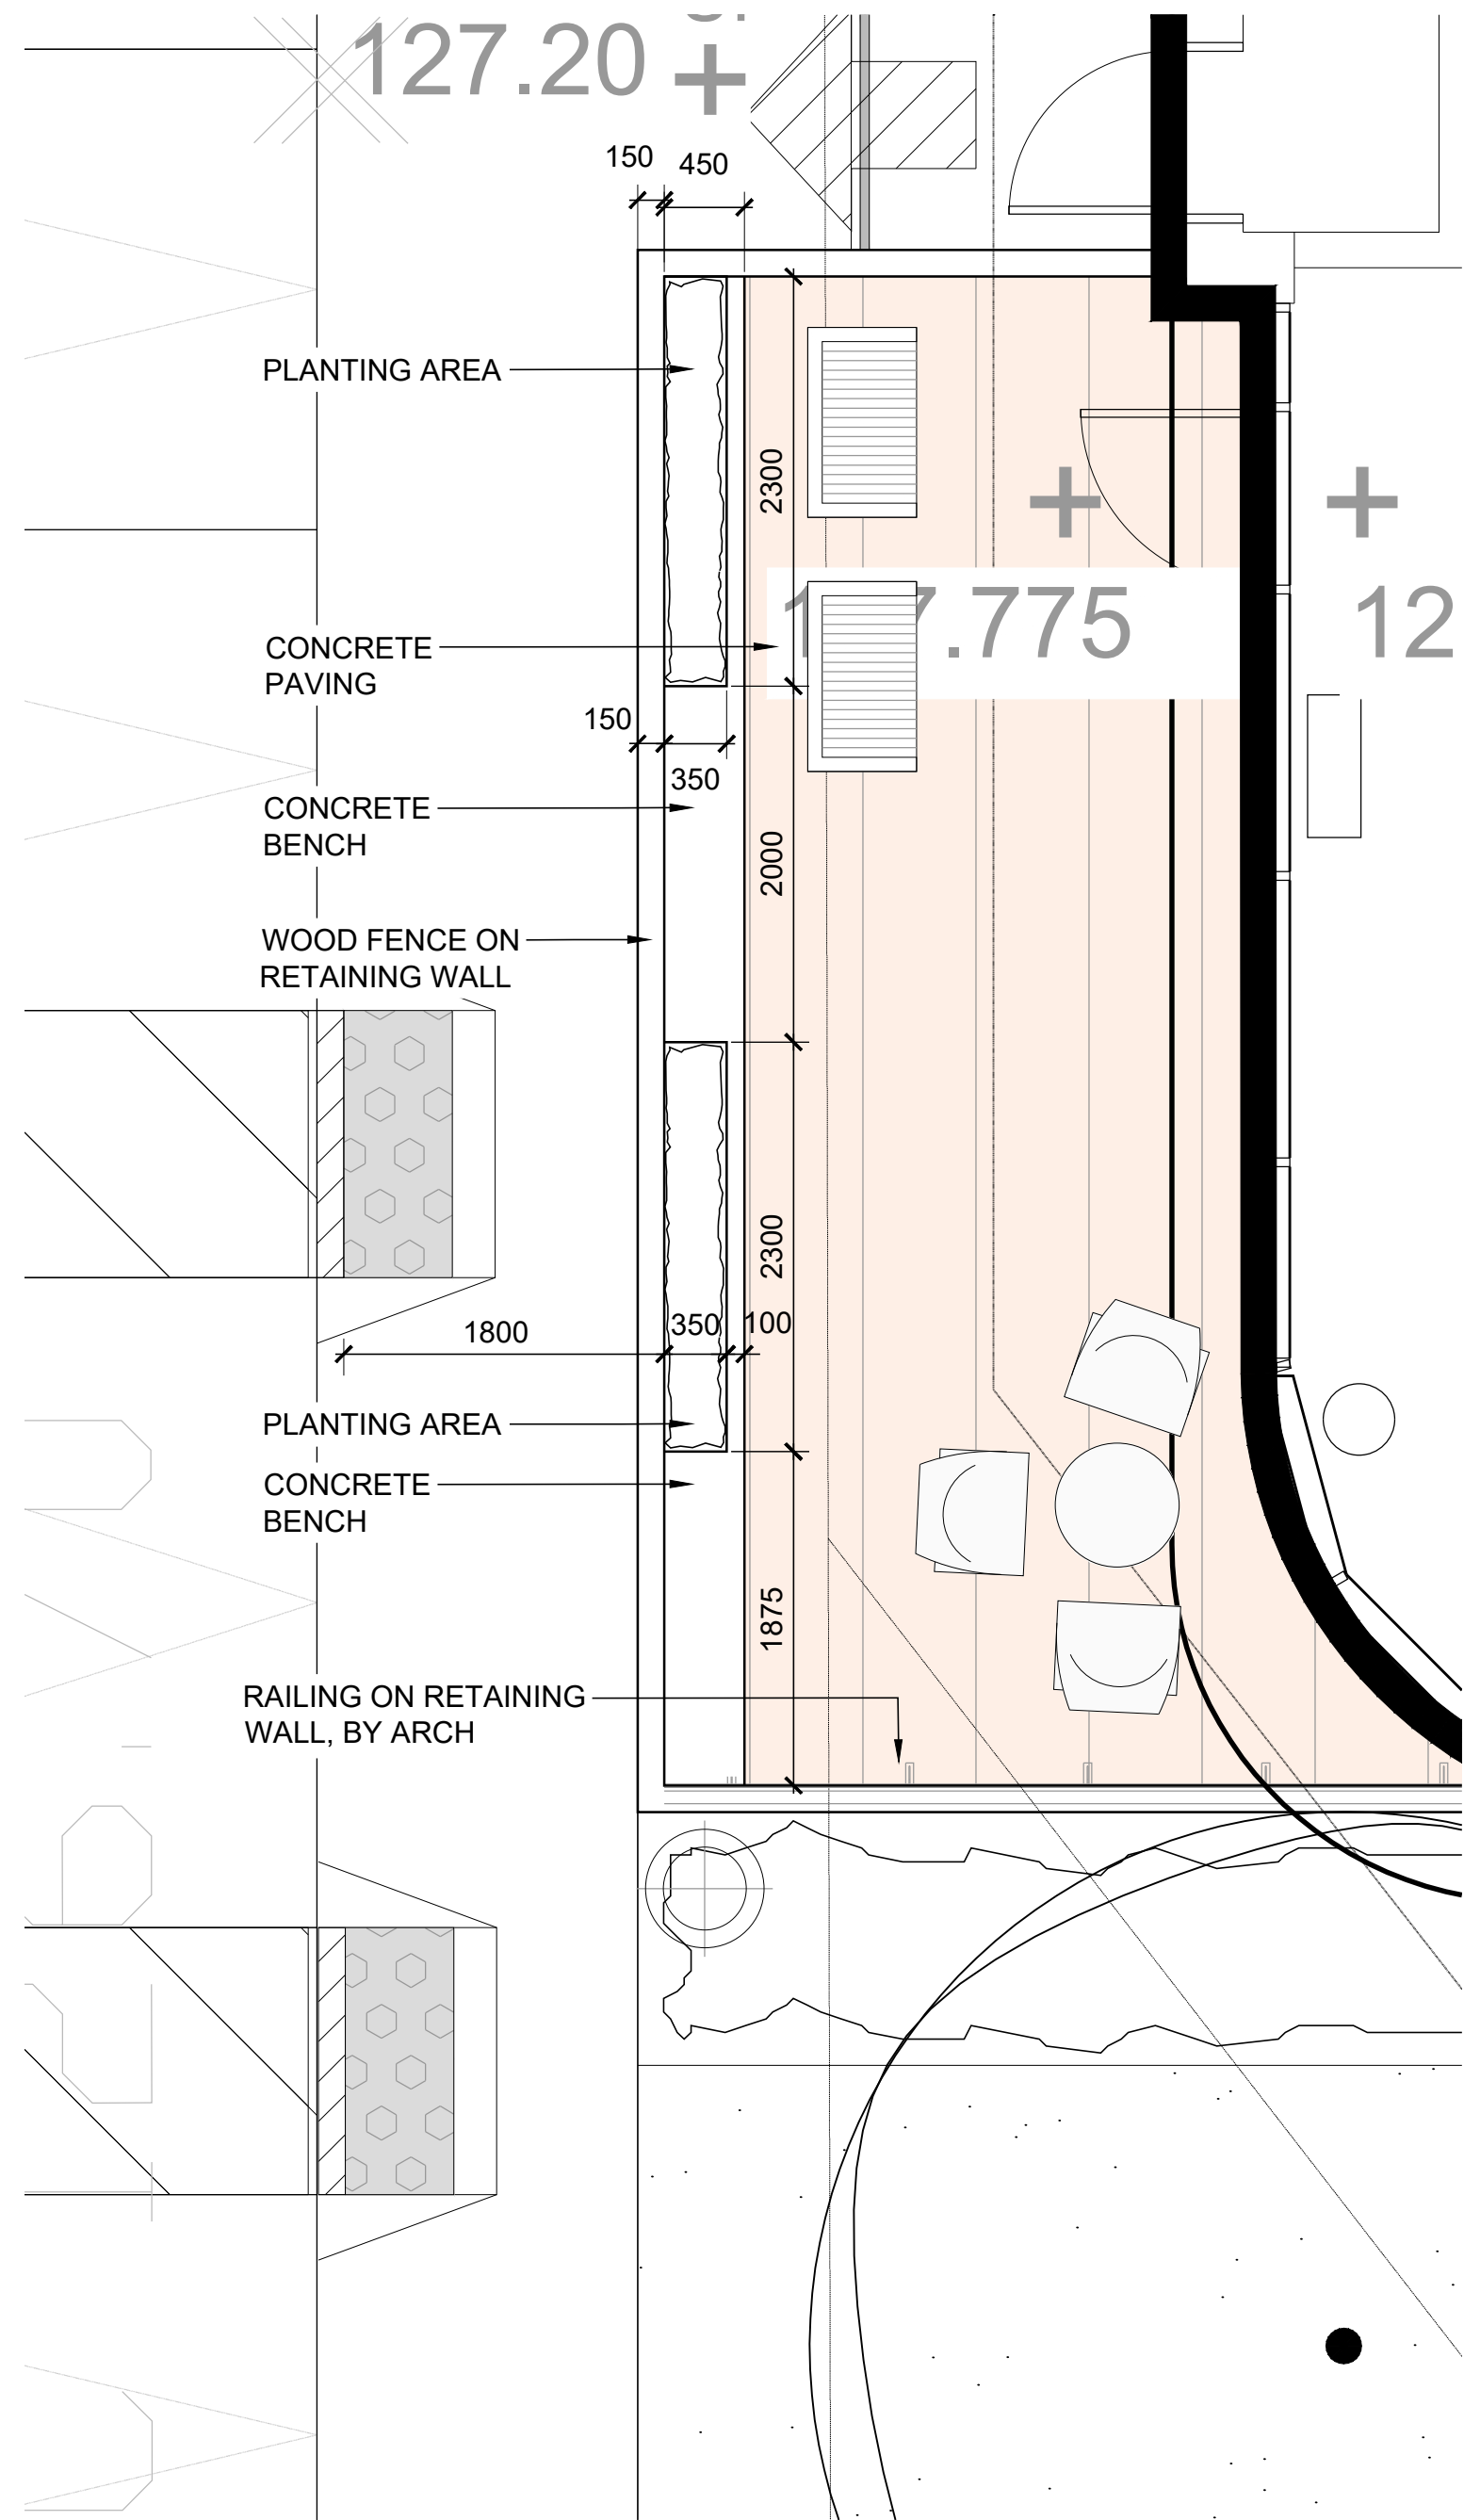 127.20
150 450
PLANTING AREA
2300
CONCRETE
PAVING
.775
12
150
350
CONCRETE
BENCH
2000
WOOD FENCE ON
RETAINING WALL
2300
1800 350 100
PLANTING AREA
CONCRETE
BENCH
1875
RAILING ON RETAINING
WALL, BY ARCH